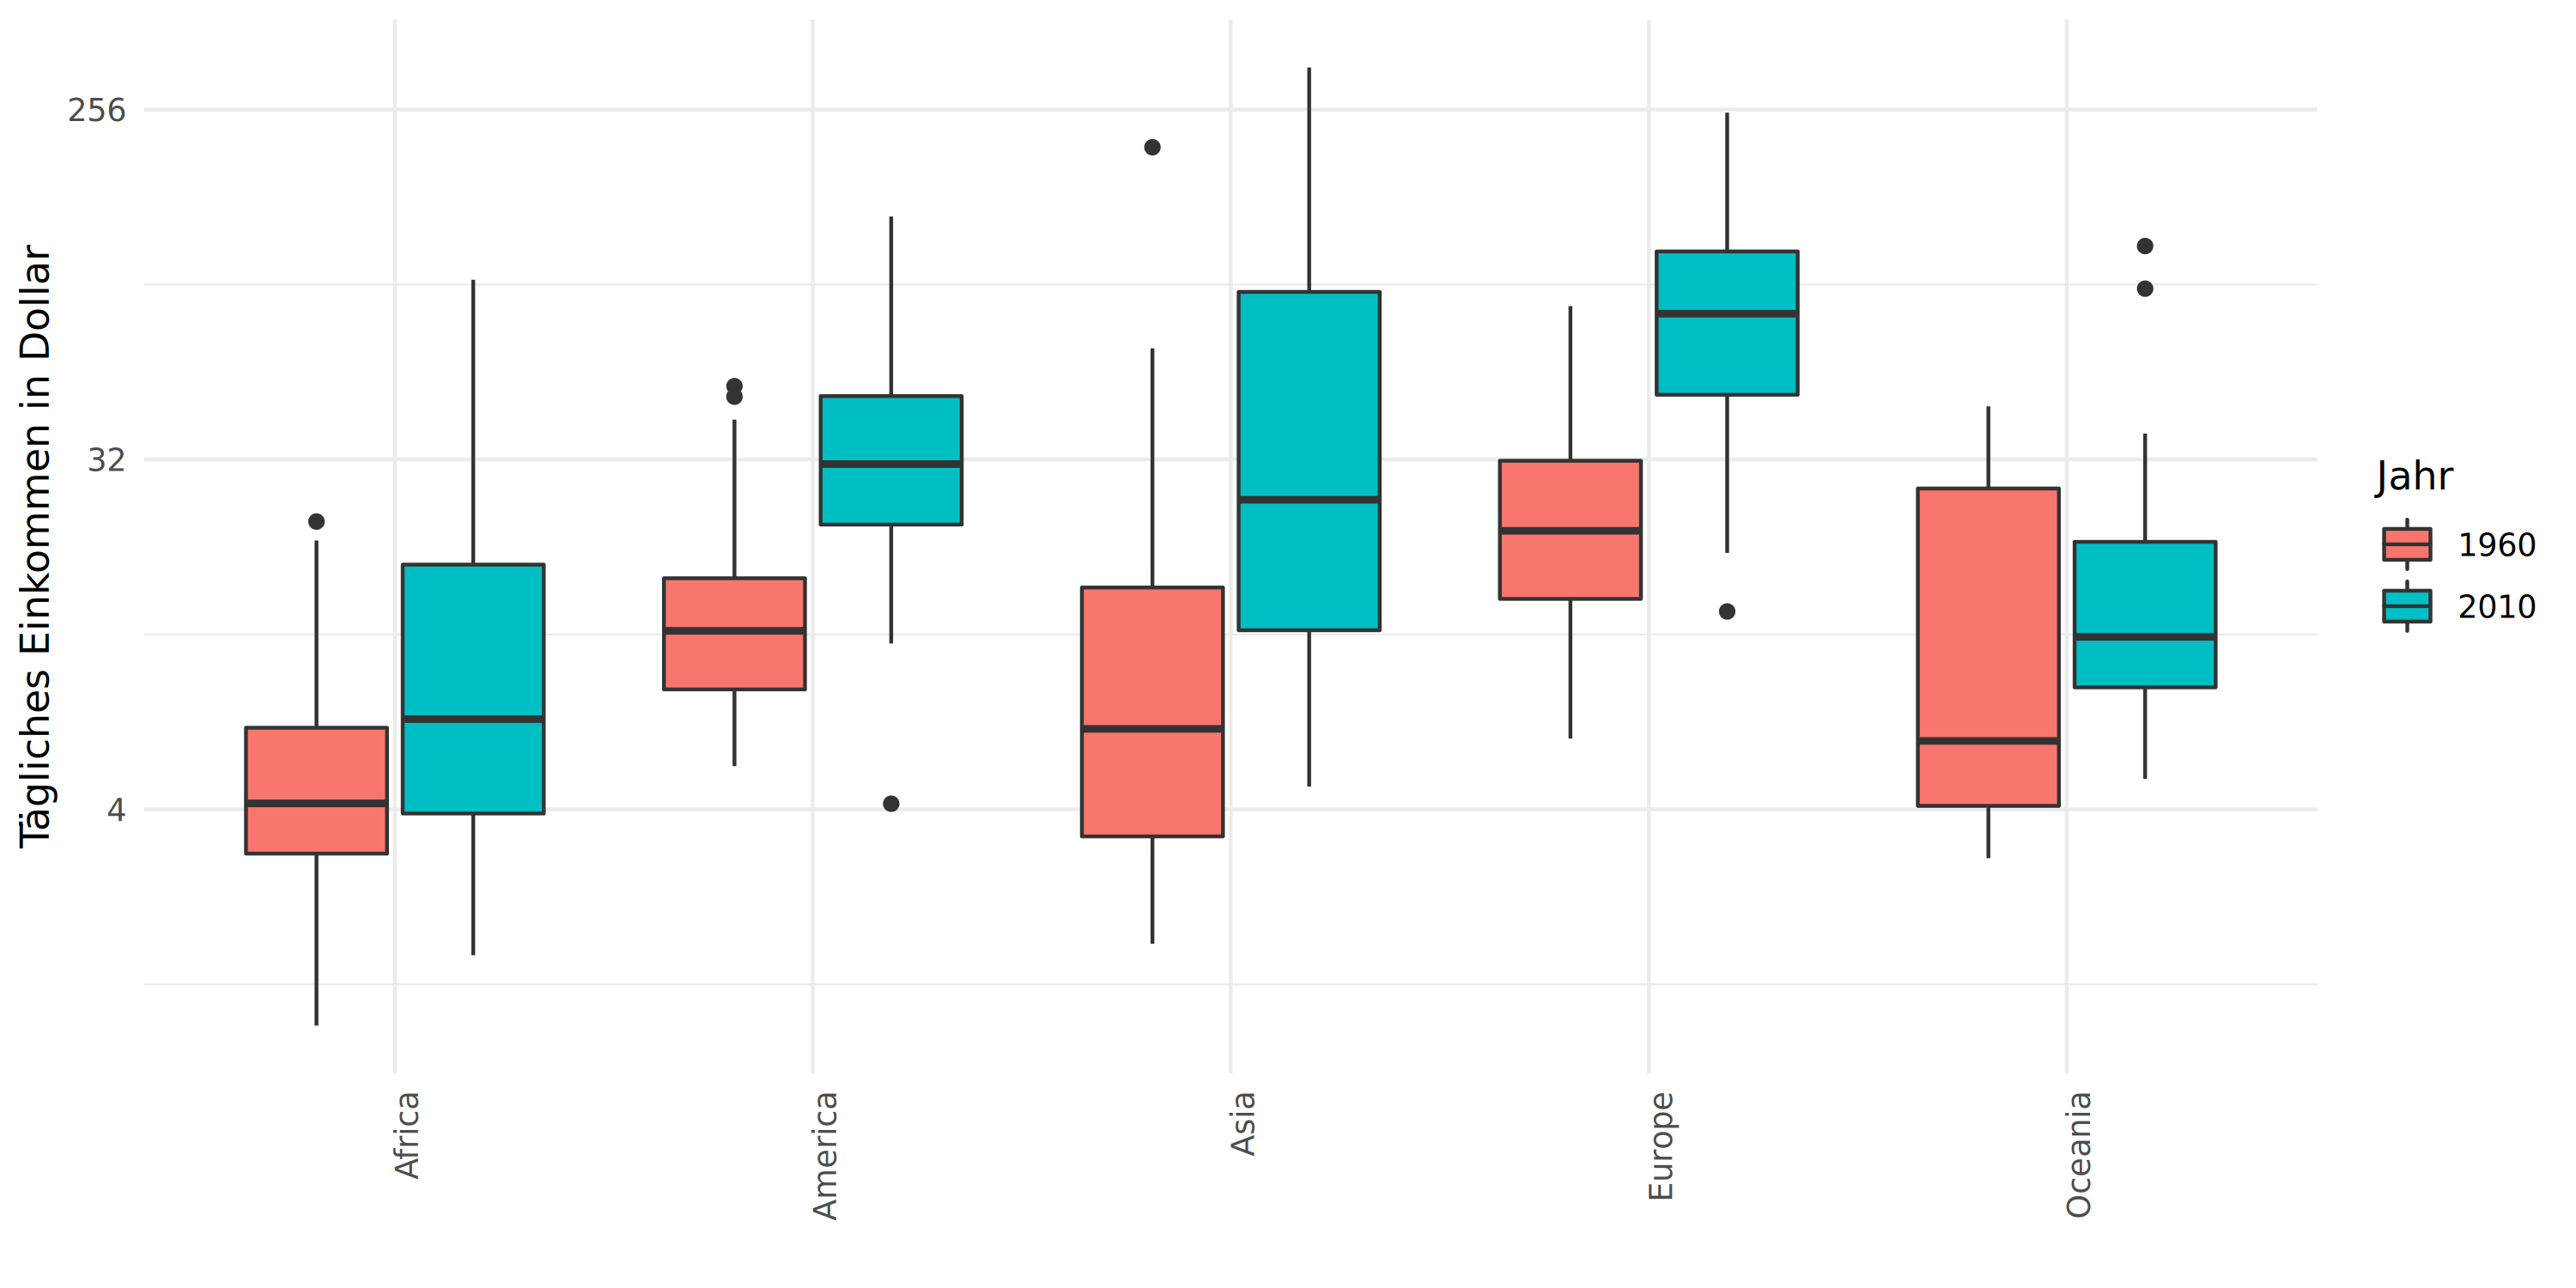 Tägliches Einkommen in Dollar
256
32
4
Africa
America
Asia
Europe
Oceania
Jahr
1960
2010